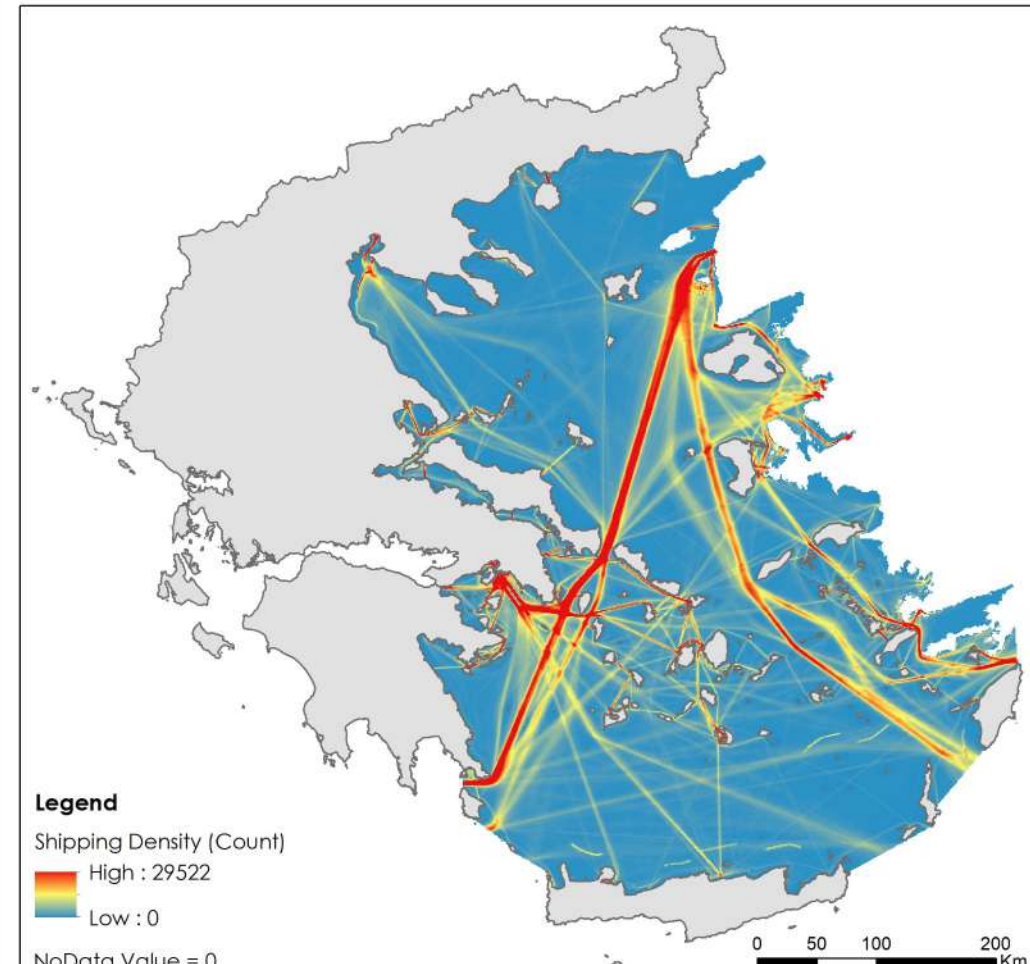 Legend
Shipping Density (Count)
High : 29522
Low : 0
NoData Value = 0
0 50 100 200
Km